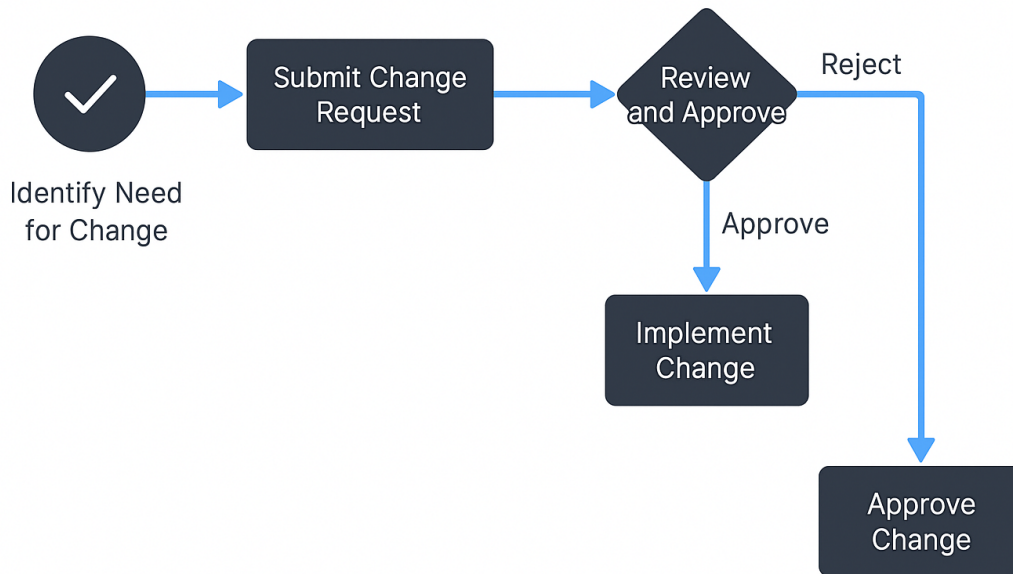 Identify Need
for Change
Submit Change
Request
Review
and Approve
Reject
Approve
Implement
Change
Approve
Change